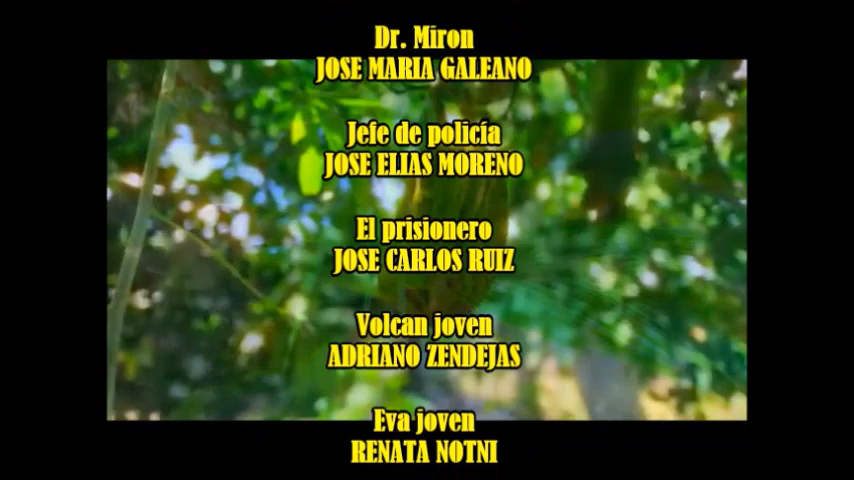 Dr. Miron
JOSE MARIA GALEANO
Jefe de policía
JOSE ELIAS MORENO
El prisionero
JOSE CARLOS RUIZ
Volcan joven
ADRIANO ZENDEJAS
Eva joven
RENATA NOTNI